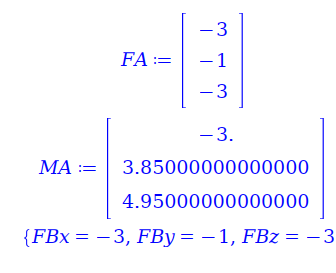 FA := [ −3
−1
−3 ]
MA := [ −3.
3.85000000000000
4.95000000000000 ]
{FBx = −3, FBy = −1, FBz = −3